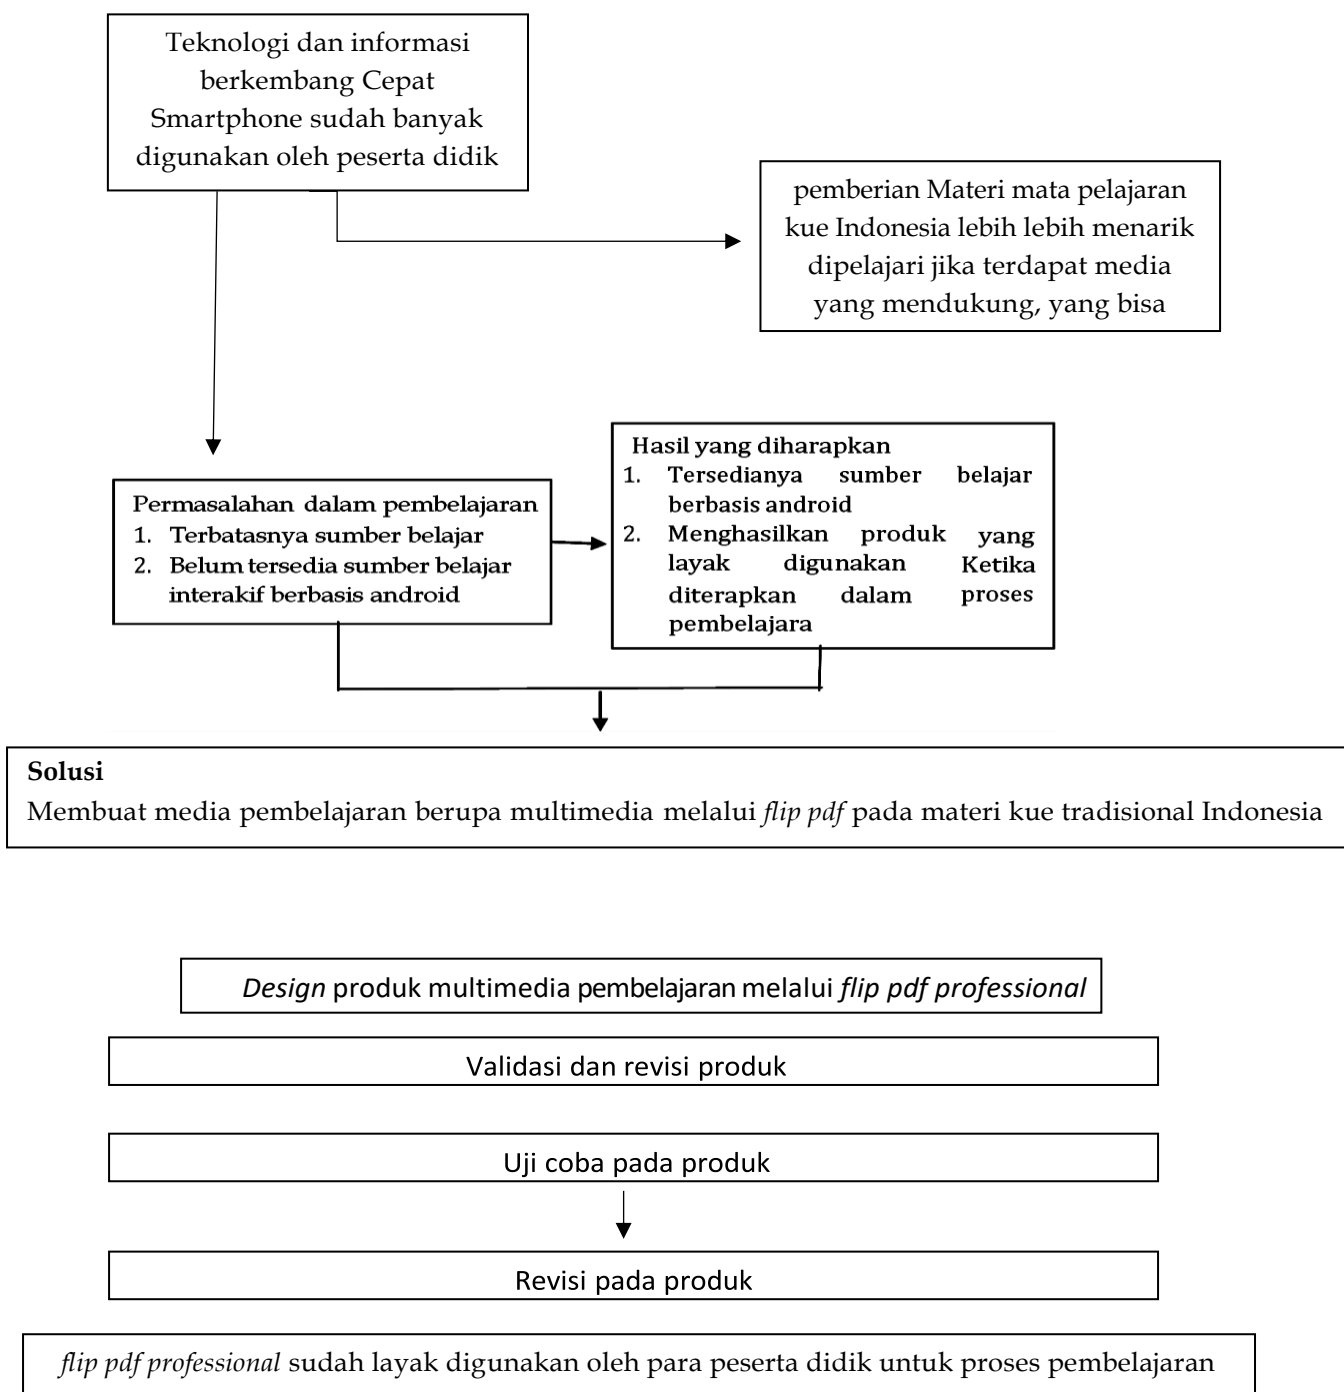 Teknologi dan informasi
berkembang Cepat
Smartphone sudah banyak
digunakan oleh peserta didik
pemberian Materi mata pelajaran
kue Indonesia lebih lebih menarik
dipelajari jika terdapat media
yang mendukung, yang bisa
Permasalahan dalam pembelajaran
1. Terbatasnya sumber belajar
2. Belum tersedia sumber belajar
interakif berbasis android
Hasil yang diharapkan
1. Tersedianya sumber belajar
berbasis android
2. Menghasilkan produk yang
layak digunakan Ketika
diterapkan dalam proses
pembelajara
Solusi
Membuat media pembelajaran berupa multimedia melalui flip pdf pada materi kue tradisional Indonesia
Design produk multimedia pembelajaran melalui flip pdf professional
Validasi dan revisi produk
Uji coba pada produk
Revisi pada produk
flip pdf professional sudah layak digunakan oleh para peserta didik untuk proses pembelajaran